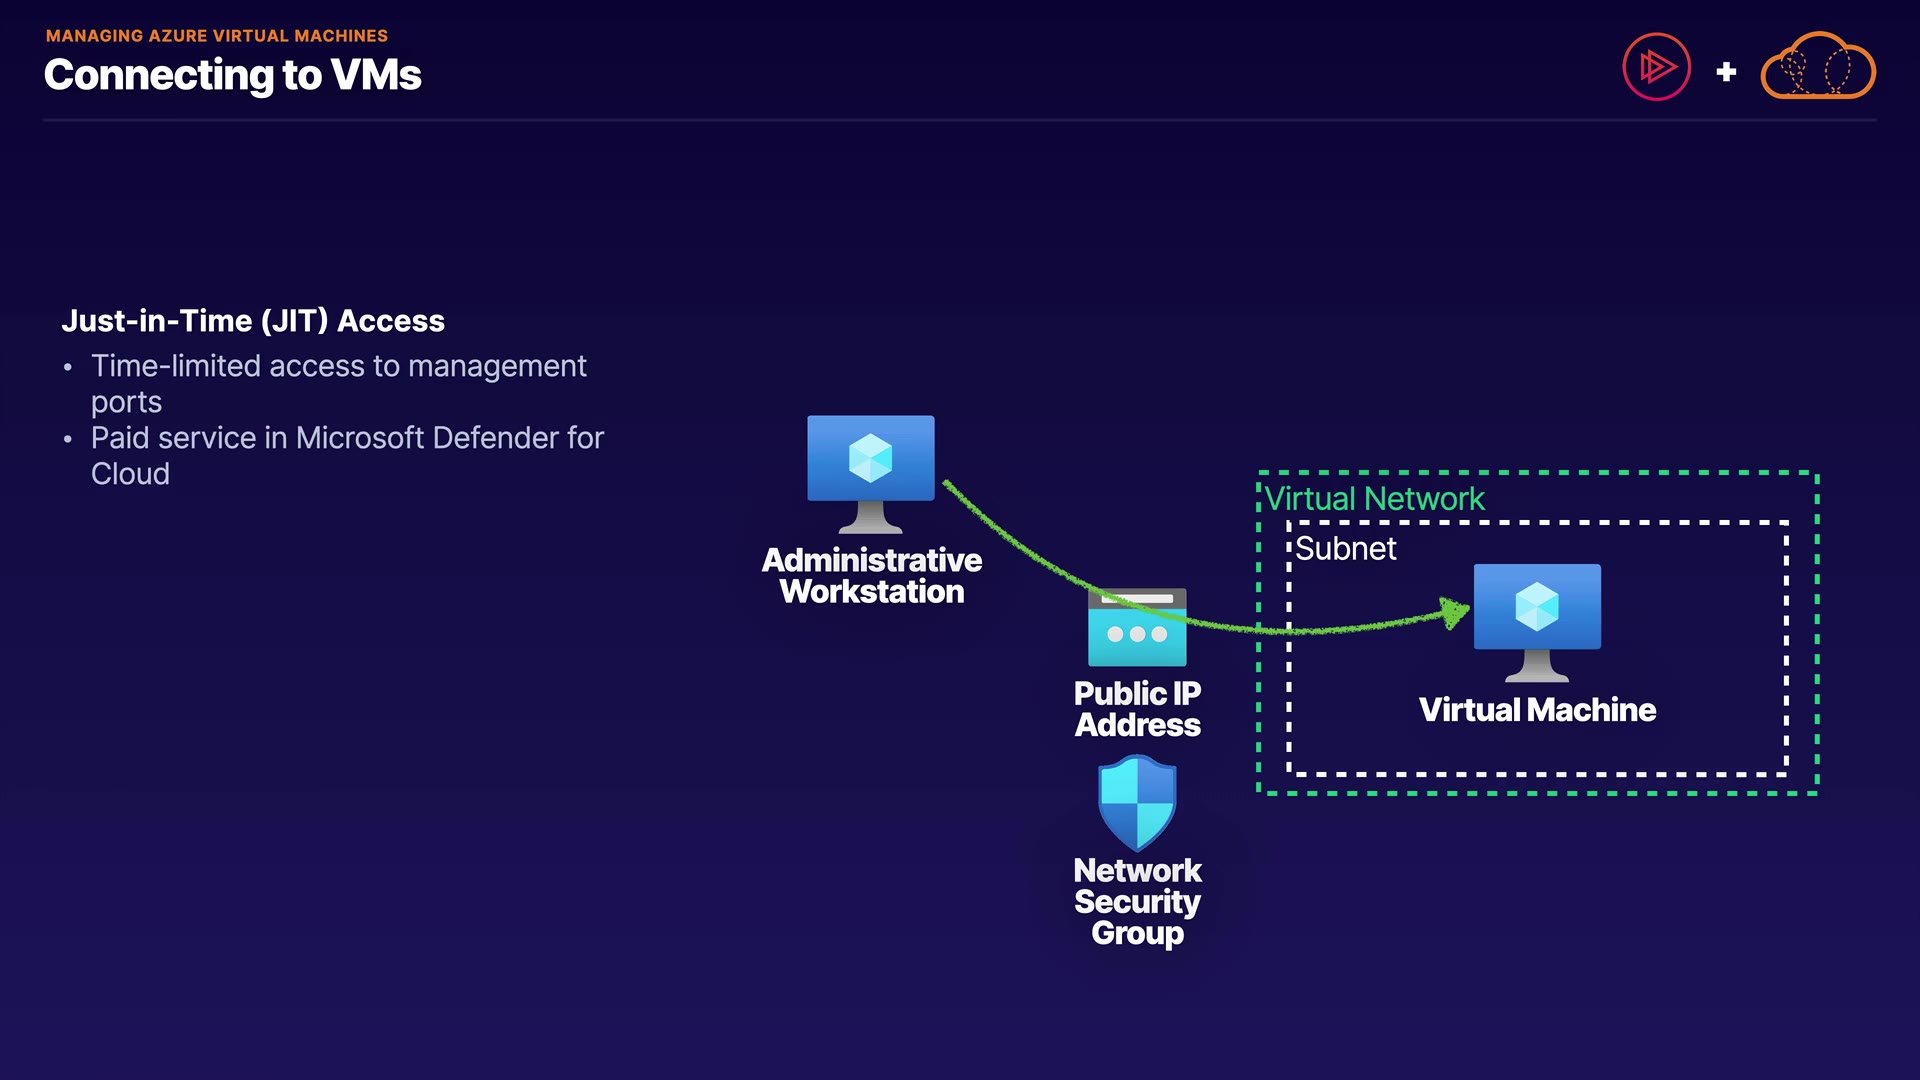 MANAGING AZURE VIRTUAL MACHINES
Connecting to VMs
Just-in-Time (JIT) Access
• Time-limited access to management
ports
• Paid service in Microsoft Defender for
Cloud
Administrative
Workstation
Public IP
Address
Network
Security
Group
Virtual Network
Subnet
Virtual Machine